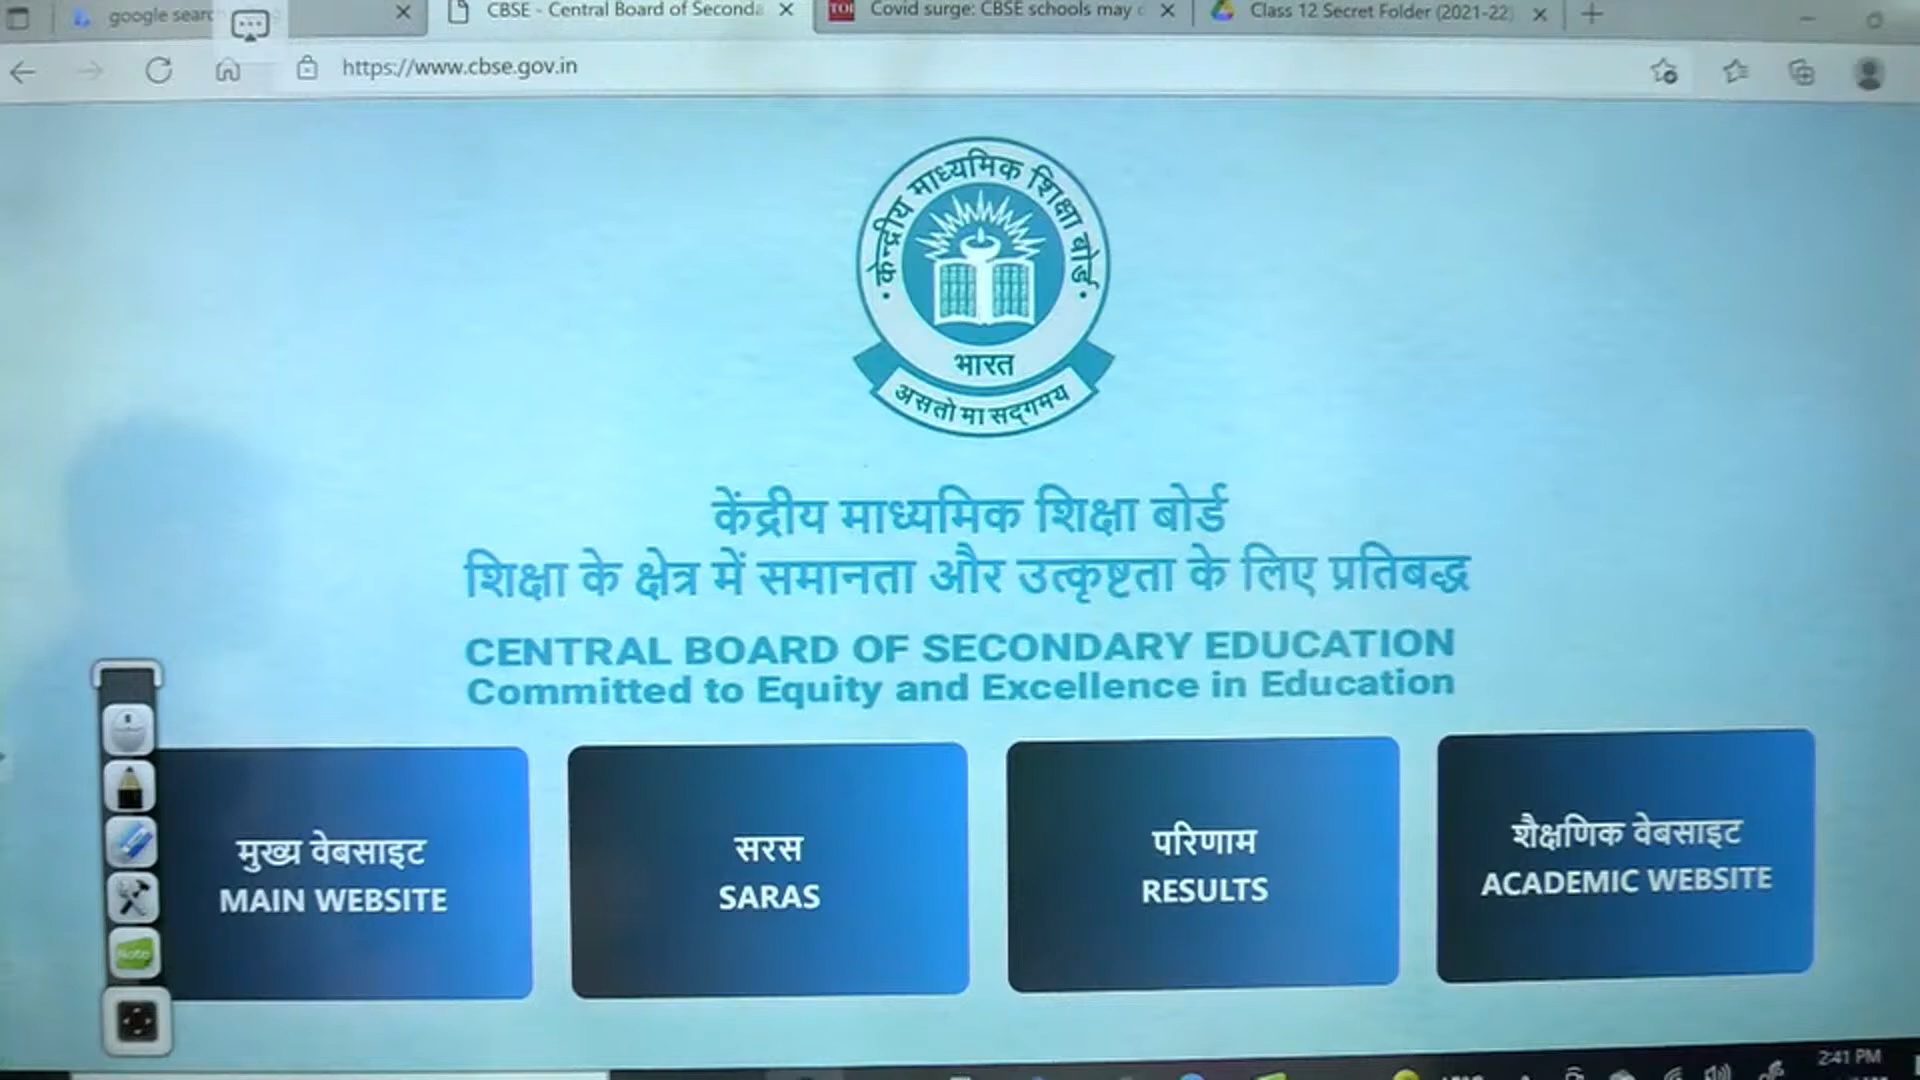 google searc
CBSE - Central Board of Seconda
TOI
Covid surge: CBSE schools may
Class 12 Secret Folder (2021-22)
https://www.cbse.gov.in
केन्द्रीय माध्यमिक शिक्षा बोर्ड
भारत
असतो मा सद्गमय
केंद्रीय माध्यमिक शिक्षा बोर्ड
शिक्षा के क्षेत्र में समानता और उत्कृष्टता के लिए प्रतिबद्ध
CENTRAL BOARD OF SECONDARY EDUCATION
Committed to Equity and Excellence in Education
मुख्य वेबसाइट
MAIN WEBSITE
सरस
SARAS
परिणाम
RESULTS
शैक्षणिक वेबसाइट
ACADEMIC WEBSITE
Note
2:41 PM